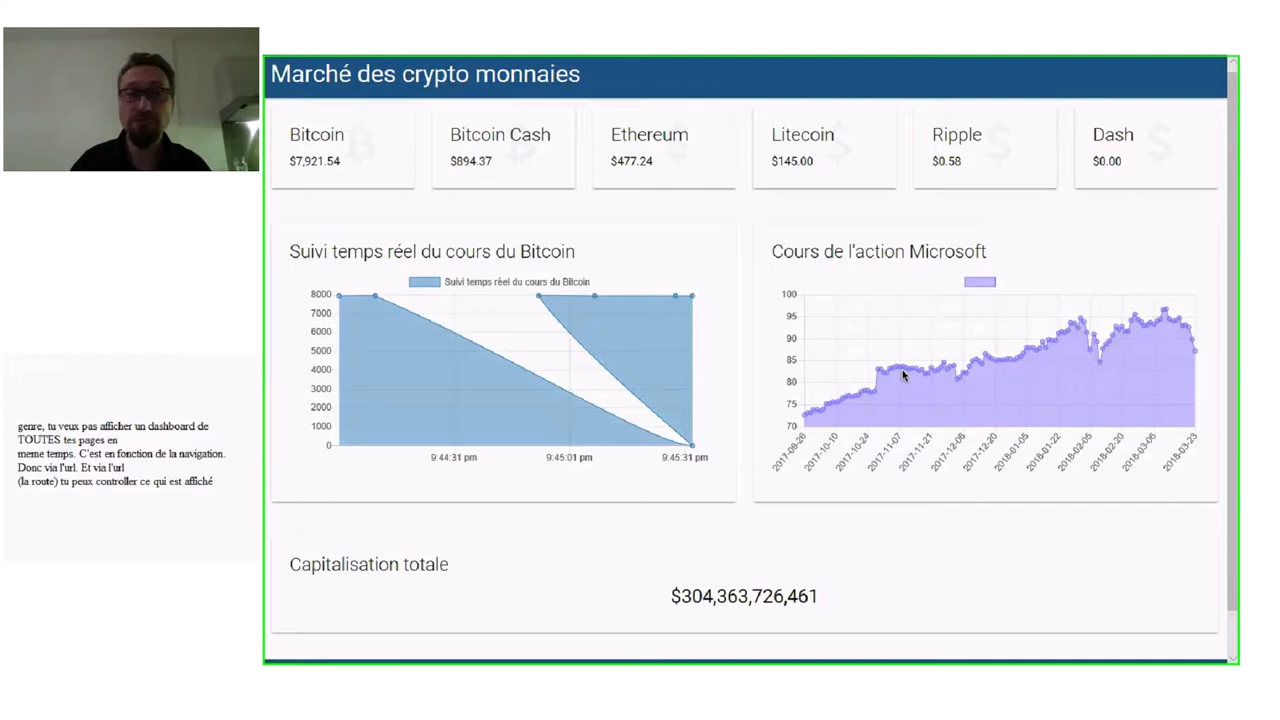 Marché des crypto monnaies
Bitcoin
$7,921.54
Bitcoin Cash
$894.37
Ethereum
$477.24
Litecoin
$145.00
Ripple
$0.58
Dash
$0.00
Suivi temps réel du cours du Bitcoin
Suivi temps réel du cours du Bitcoin
8000
7000
6000
5000
4000
3000
2000
1000
0
9:44:31 pm
9:45:01 pm
9:45:31 pm
Cours de l'action Microsoft
100
95
90
85
80
75
70
2017-09-26
2017-10-10
2017-10-24
2017-11-07
2017-11-21
2017-12-06
2017-12-20
2018-01-05
2018-01-22
2018-02-05
2018-02-20
2018-03-06
2018-03-23
Capitalisation totale
$304,363,726,461
genre, tu veux pas afficher un dashboard de
TOUTES tes pages en
meme temps. C'est en fonction de la navigation.
Donc via l'url. Et via l'url
(la route) tu peux controller ce qui est affiché